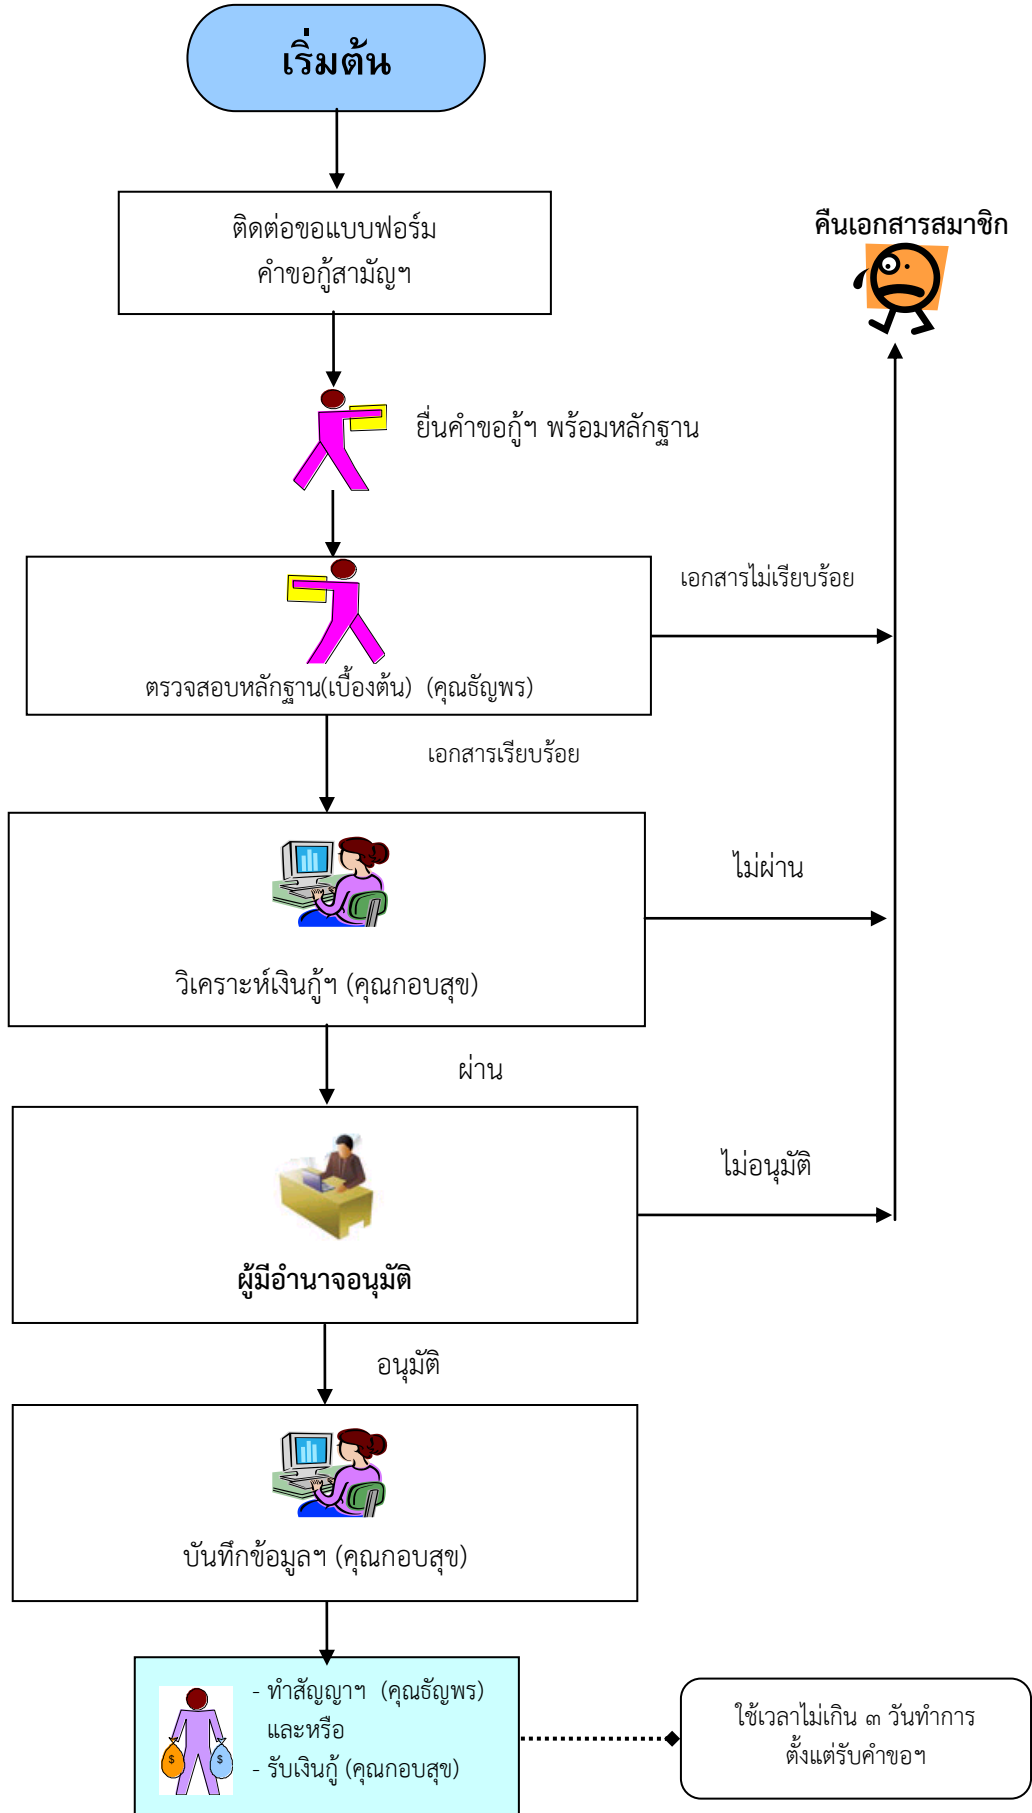 เริ่มต้น
ติดต่อขอแบบฟอร์ม
คำขอกู้สามัญฯ
คืนเอกสารสมาชิก
ยื่นคำขอกู้ฯ พร้อมหลักฐาน
เอกสารไม่เรียบร้อย
ตรวจสอบหลักฐาน(เบื้องต้น) (คุณธัญพร)
เอกสารเรียบร้อย
ไม่ผ่าน
วิเคราะห์เงินกู้ฯ (คุณกอบสุข)
ผ่าน
ไม่อนุมัติ
ผู้มีอำนาจอนุมัติ
อนุมัติ
บันทึกข้อมูลฯ (คุณกอบสุข)
- ทำสัญญาฯ (คุณธัญพร)
และหรือ
- รับเงินกู้ (คุณกอบสุข)
$ $
ใช้เวลาไม่เกิน ๓ วันทำการ
ตั้งแต่รับคำขอฯ